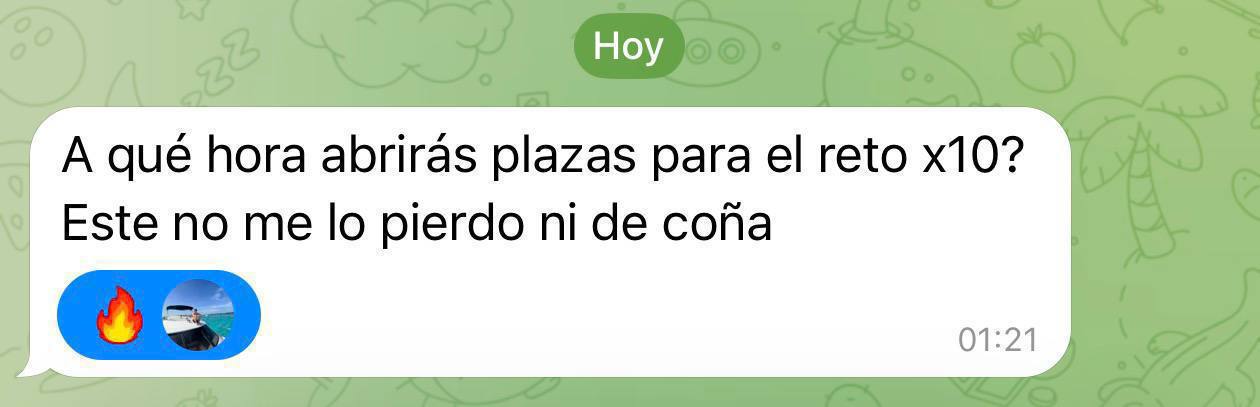 Hoy
A qué hora abrirás plazas para el reto x10?
Este no me lo pierdo ni de coña
01:21